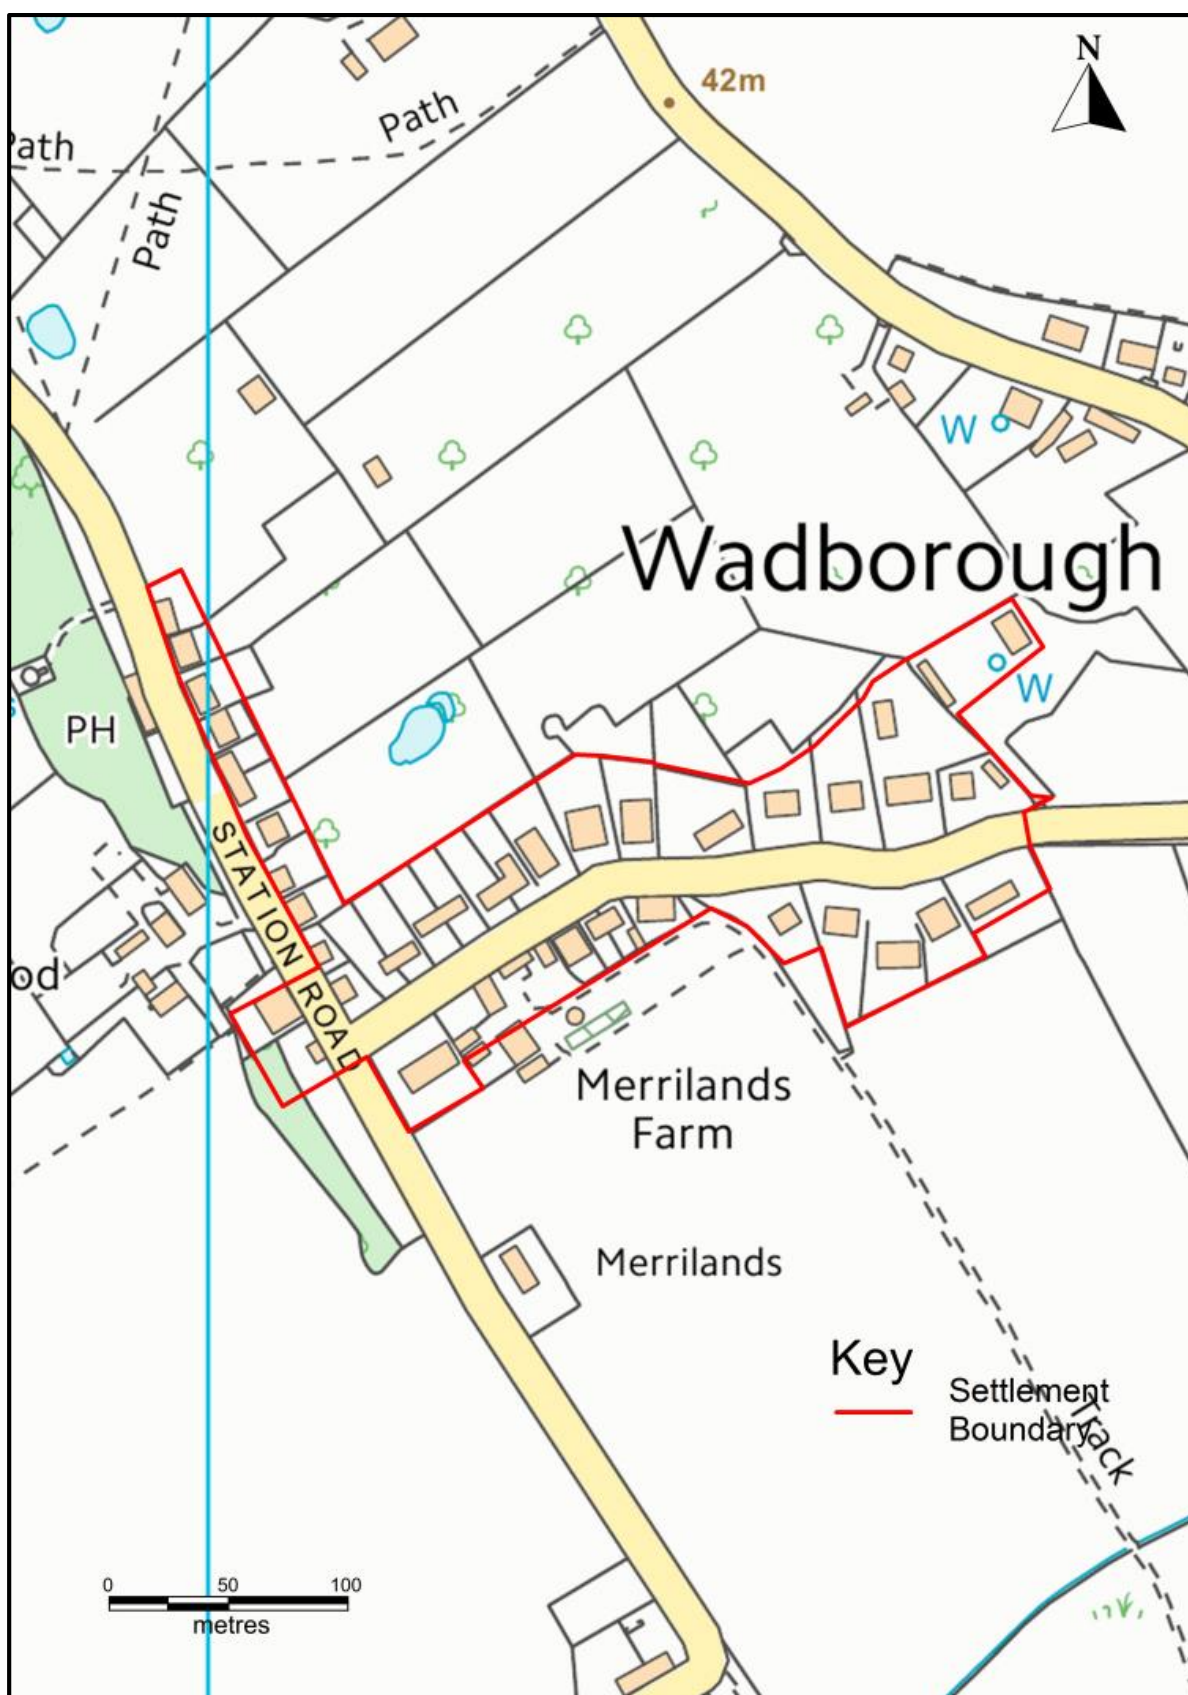 N
42m
Path
Path
Path
W
Wadborough
W
PH
STATION ROAD
od
Merrilands
Farm
Merrilands
Key
Settlement
Boundary
Track
0 50 100
metres